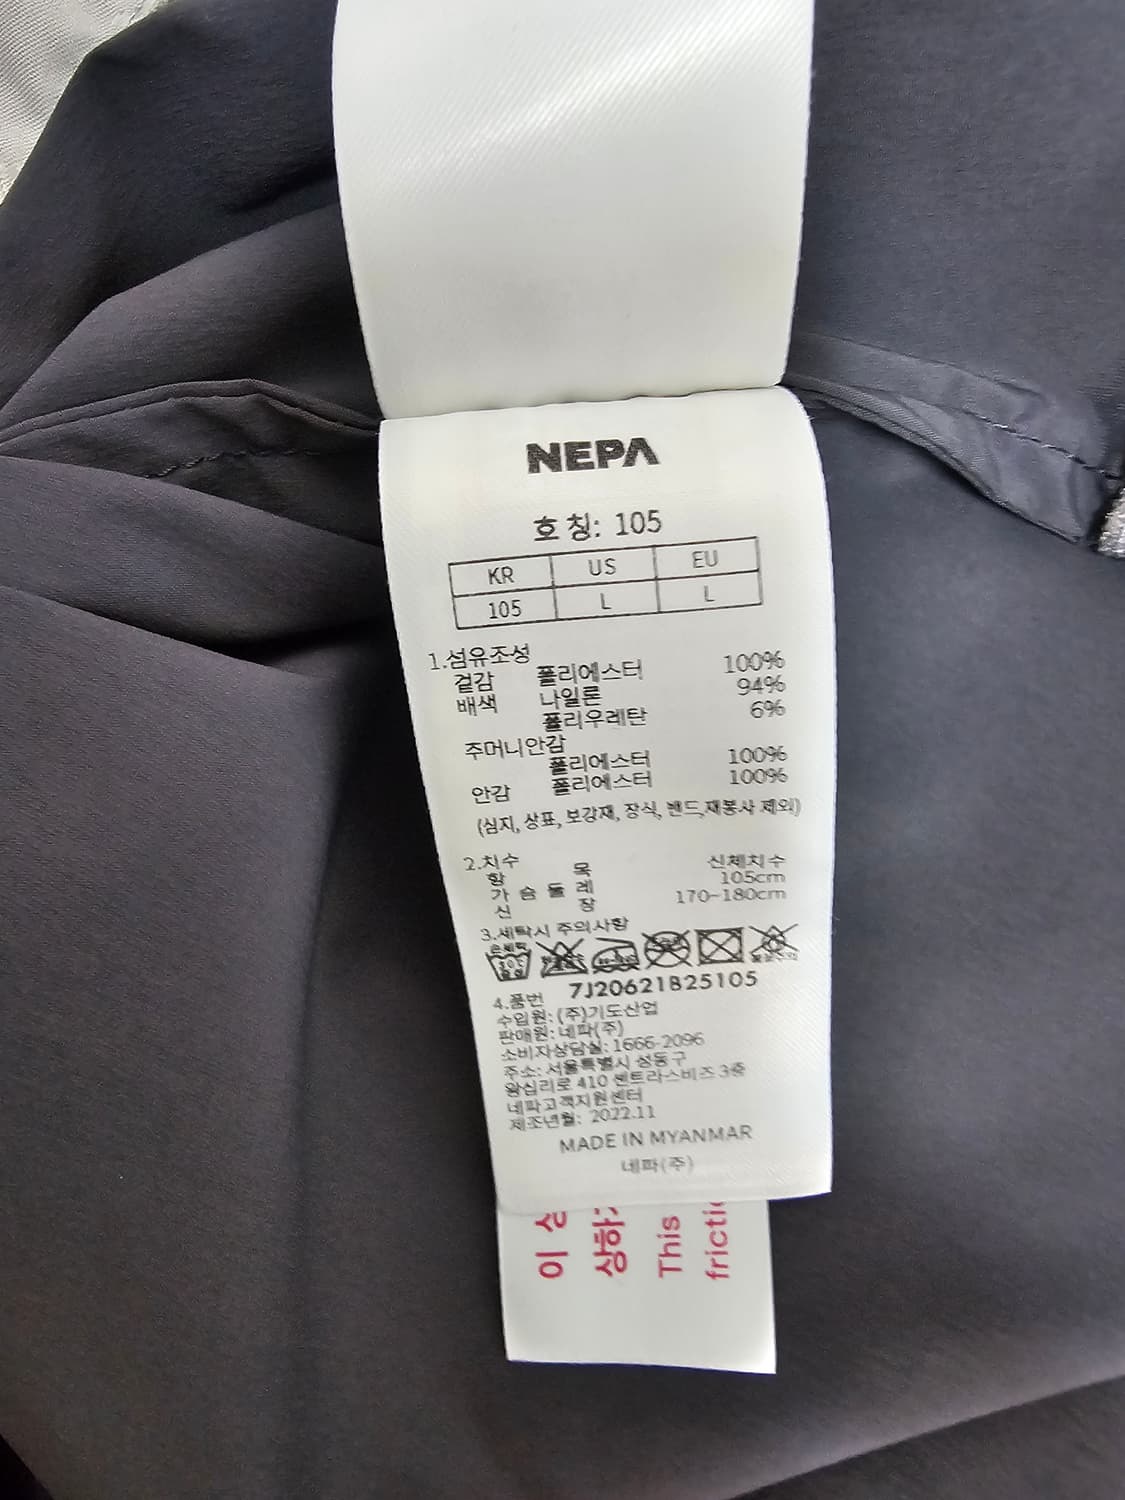 NEPA
호 칭: 105
KR US EU
105 L L
1.섬유조성
겉감 폴리에스터 100%
배색 나일론 94%
폴리우레탄 6%
주머니안감
폴리에스터 100%
안감 폴리에스터 100%
(심지, 상표, 보강재, 장식, 밴드,재봉사 제외)
2.치수
항 목 신체치수
가 슴 둘 레 105cm
신 장 170~180cm
3.세탁시 주의사항
손세탁
30℃
4.품번 7J20621B25105
수입원: (주)기도산업
판매원: 네파(주)
소비자상담실: 1666-2096
주소: 서울특별시 성동구
왕십리로 410 센트라스비즈 3층
네파고객지원센터
제조년월: 2022.11
MADE IN MYANMAR
네파(주)
이
상하
This
frictio